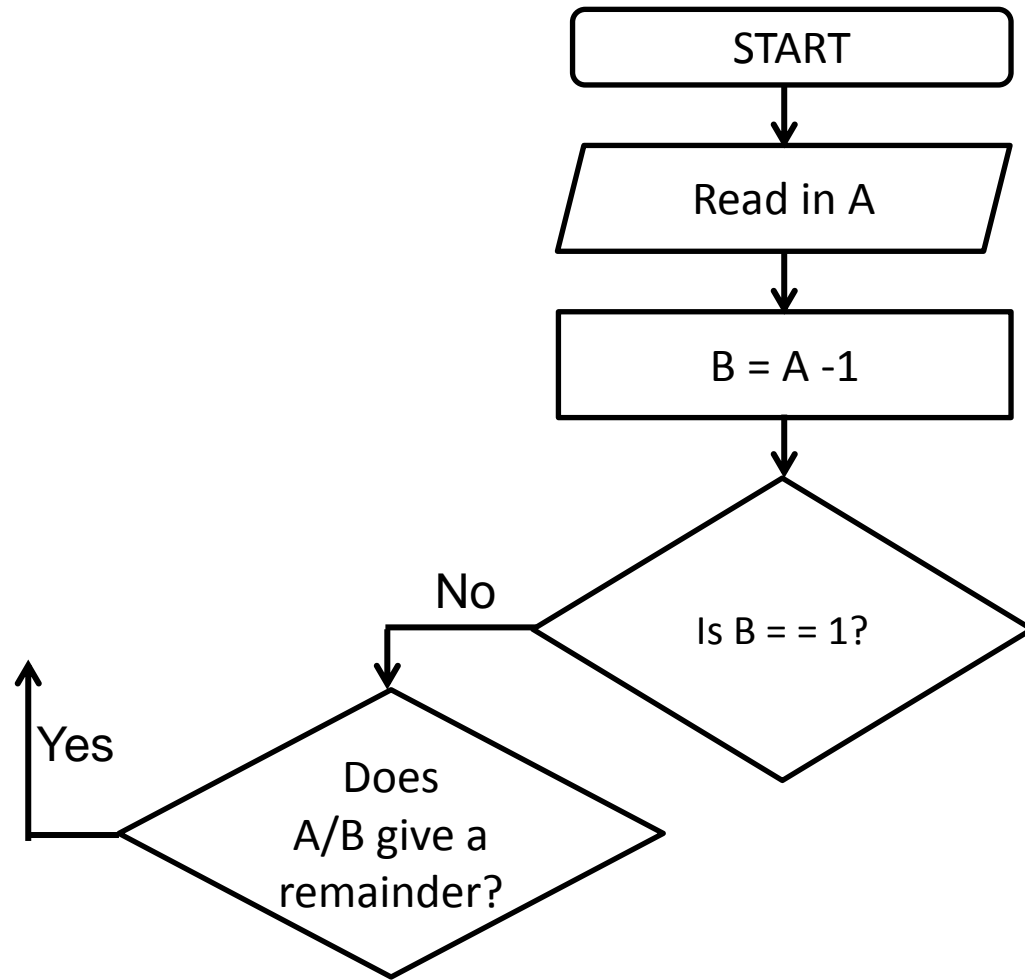 START
Read in A
B = A -1
No
Is B = = 1?
Yes
Does
A/B give a
remainder?